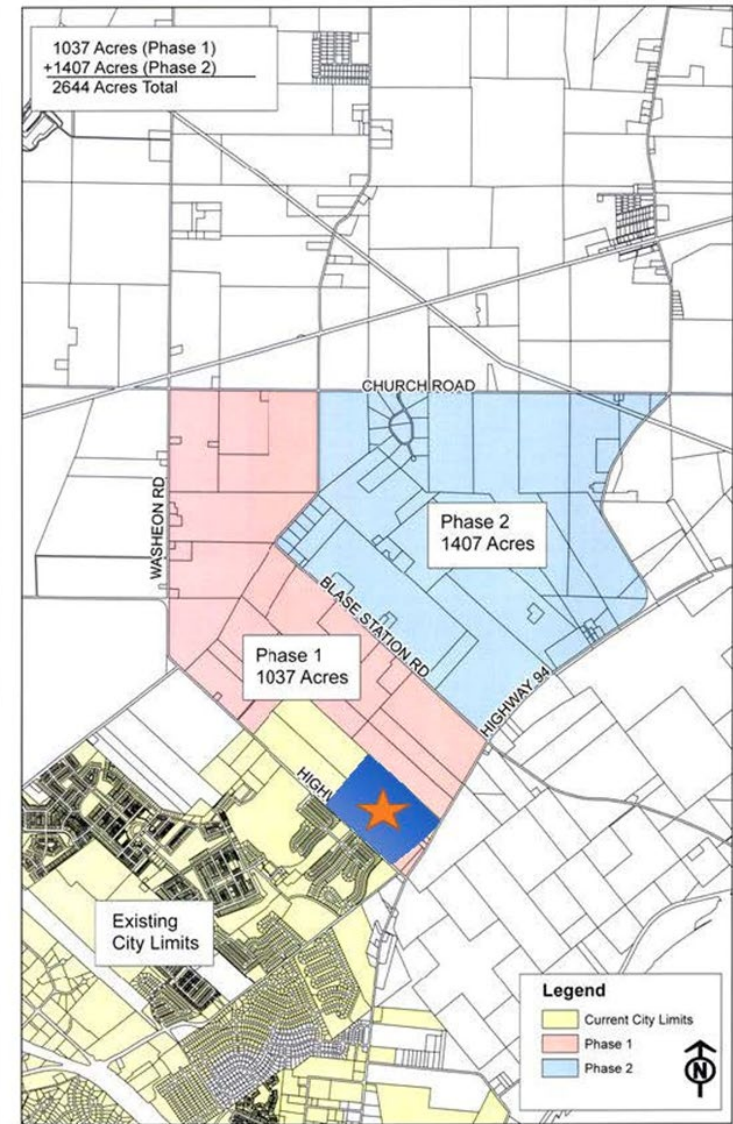 1037 Acres (Phase 1)
+1407 Acres (Phase 2)
2644 Acres Total
CHURCH ROAD
WASHEON RD
Phase 2
1407 Acres
BLASE STATION RD
Phase 1
1037 Acres
HIGHWAY 94
Existing
City Limits
Legend
Current City Limits
Phase 1
Phase 2
N